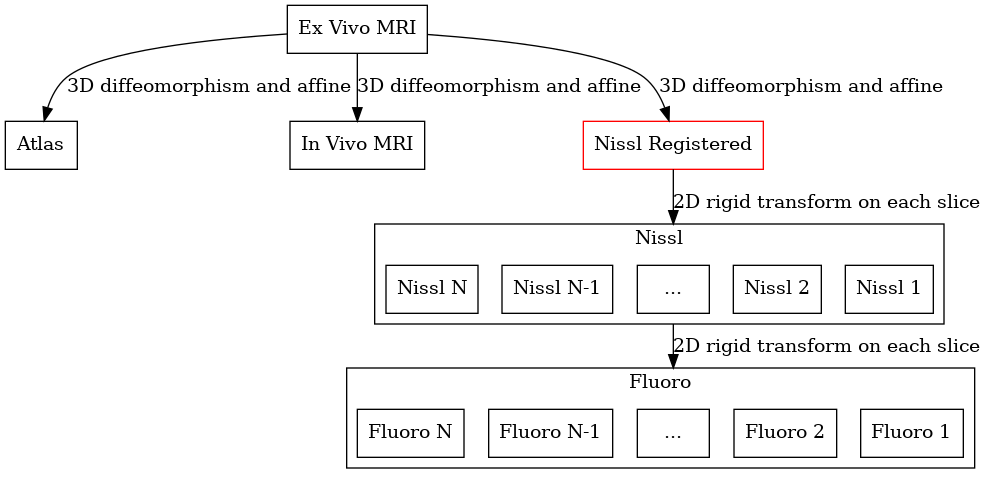 Ex Vivo MRI
3D diffeomorphism and affine
3D diffeomorphism and affine
3D diffeomorphism and affine
Atlas
In Vivo MRI
Nissl Registered
2D rigid transform on each slice
Nissl
Nissl N
Nissl N-1
...
Nissl 2
Nissl 1
2D rigid transform on each slice
Fluoro
Fluoro N
Fluoro N-1
...
Fluoro 2
Fluoro 1